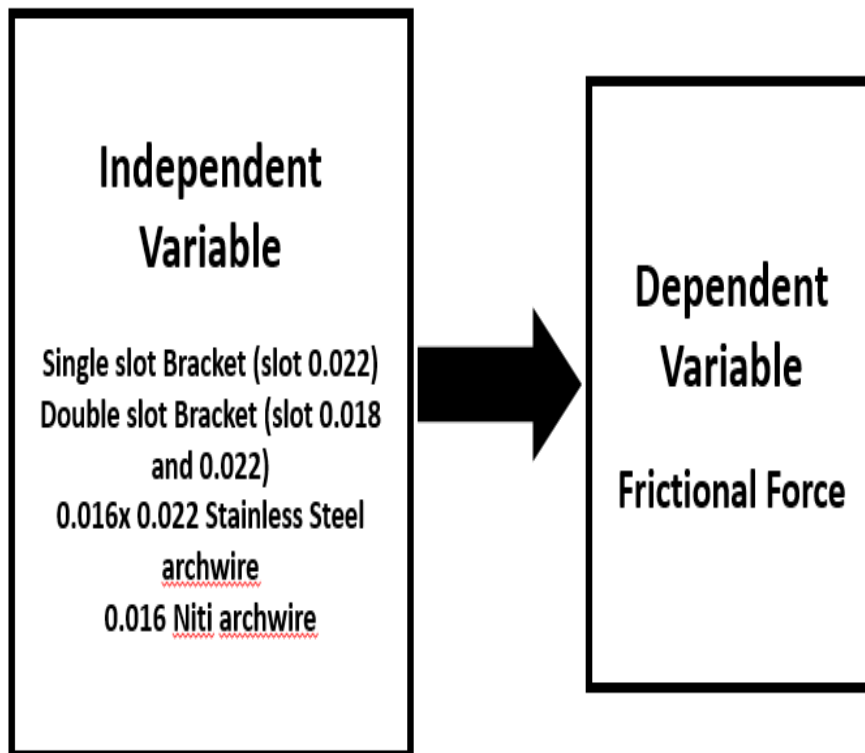 Independent
Variable
Single slot Bracket (slot 0.022)
Double slot Bracket (slot 0.018
and 0.022)
0.016x 0.022 Stainless Steel
archwire
0.016 Niti archwire
Dependent
Variable
Frictional Force